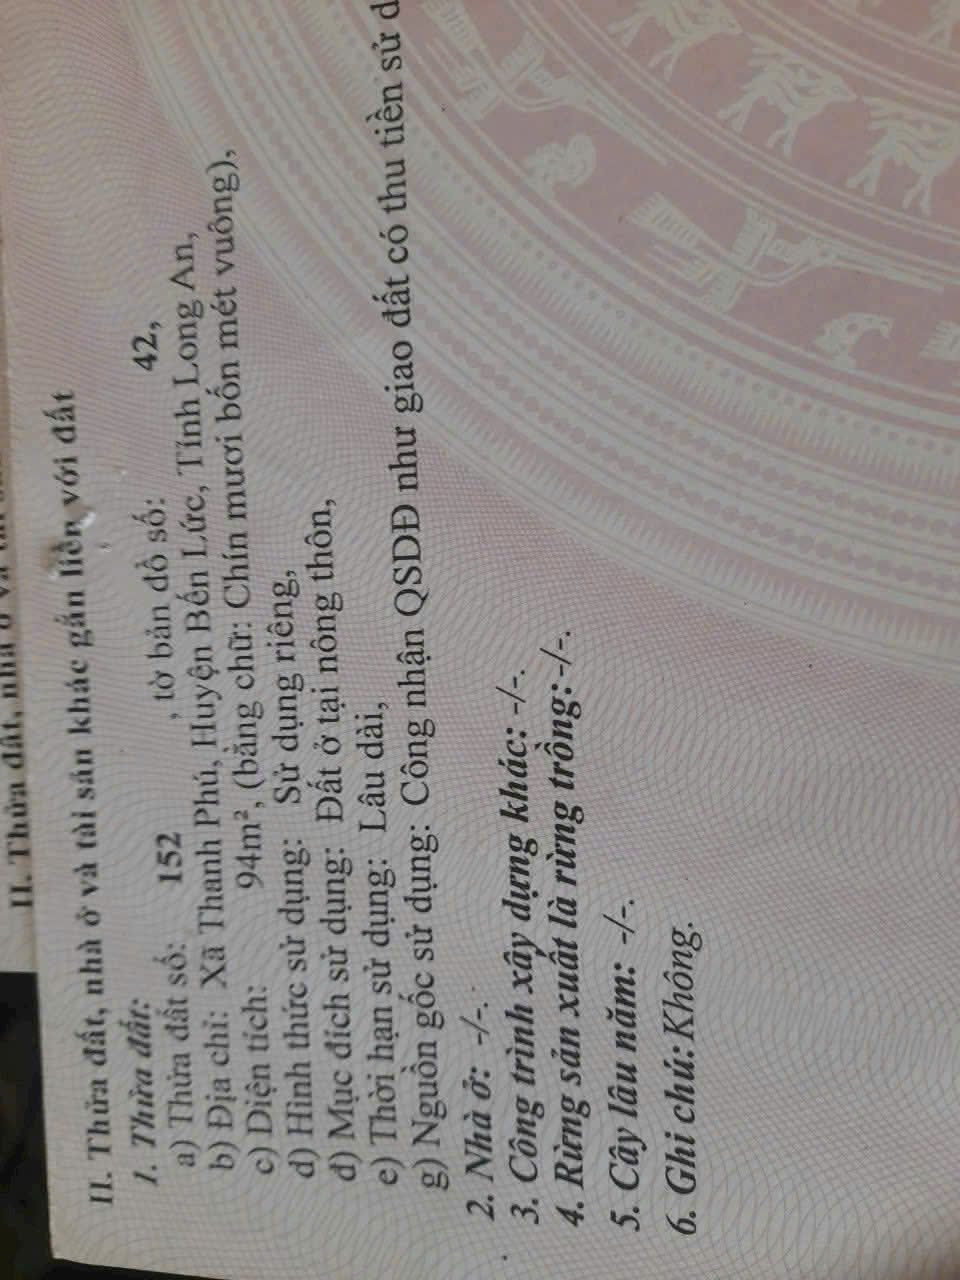 II. Thửa đất, nhà ở và tài sản khác gắn liền với đất
1. Thửa đất:
a) Thửa đất số: 152 , tờ bản đồ số: 42,
b) Địa chỉ: Xã Thanh Phú, Huyện Bến Lức, Tỉnh Long An,
c) Diện tích: 94m², (bằng chữ: Chín mươi bốn mét vuông),
d) Hình thức sử dụng: Sử dụng riêng,
đ) Mục đích sử dụng: Đất ở tại nông thôn,
e) Thời hạn sử dụng: Lâu dài,
g) Nguồn gốc sử dụng: Công nhận QSDĐ như giao đất có thu tiền sử d
2. Nhà ở: -/-.
3. Công trình xây dựng khác: -/-.
4. Rừng sản xuất là rừng trồng: -/-.
5. Cây lâu năm: -/-.
6. Ghi chú: Không.